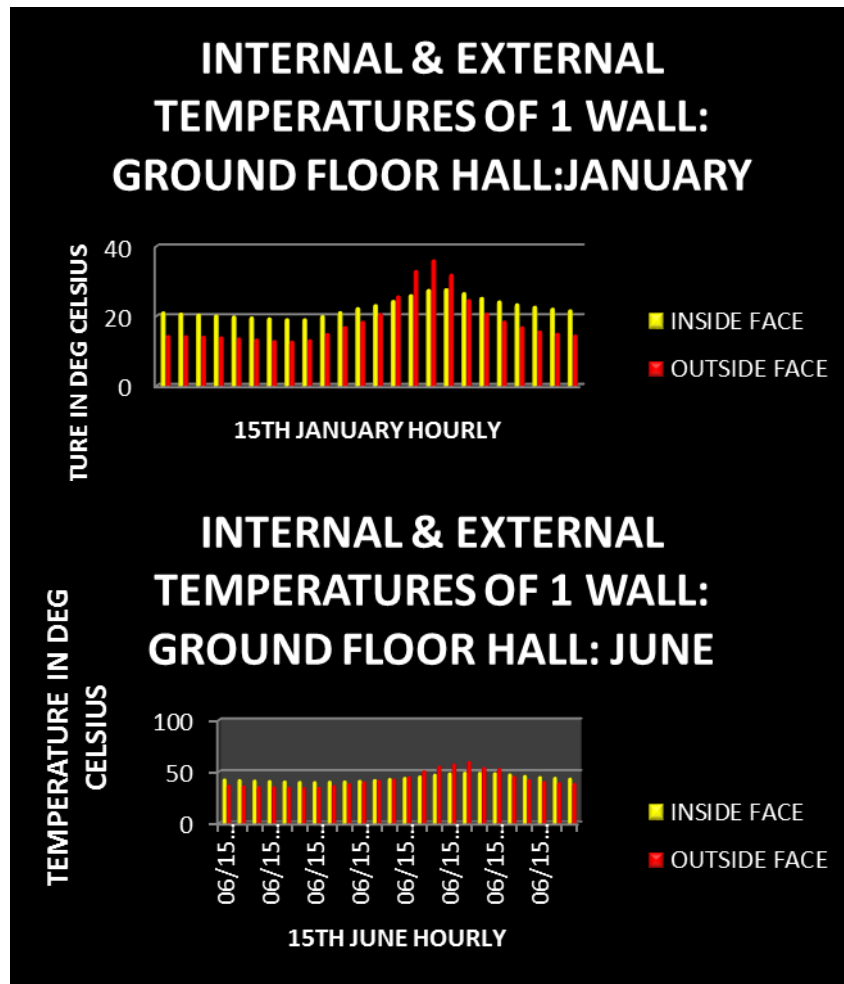 INTERNAL & EXTERNAL
TEMPERATURES OF 1 WALL:
GROUND FLOOR HALL:JANUARY
TURE IN DEG CELSIUS
40
20
0
INSIDE FACE
OUTSIDE FACE
15TH JANUARY HOURLY
INTERNAL & EXTERNAL
TEMPERATURES OF 1 WALL:
GROUND FLOOR HALL: JUNE
TEMPERATURE IN DEG
CELSIUS
100
50
0
INSIDE FACE
OUTSIDE FACE
06/15...
06/15...
06/15...
06/15...
06/15...
06/15...
06/15...
06/15...
15TH JUNE HOURLY